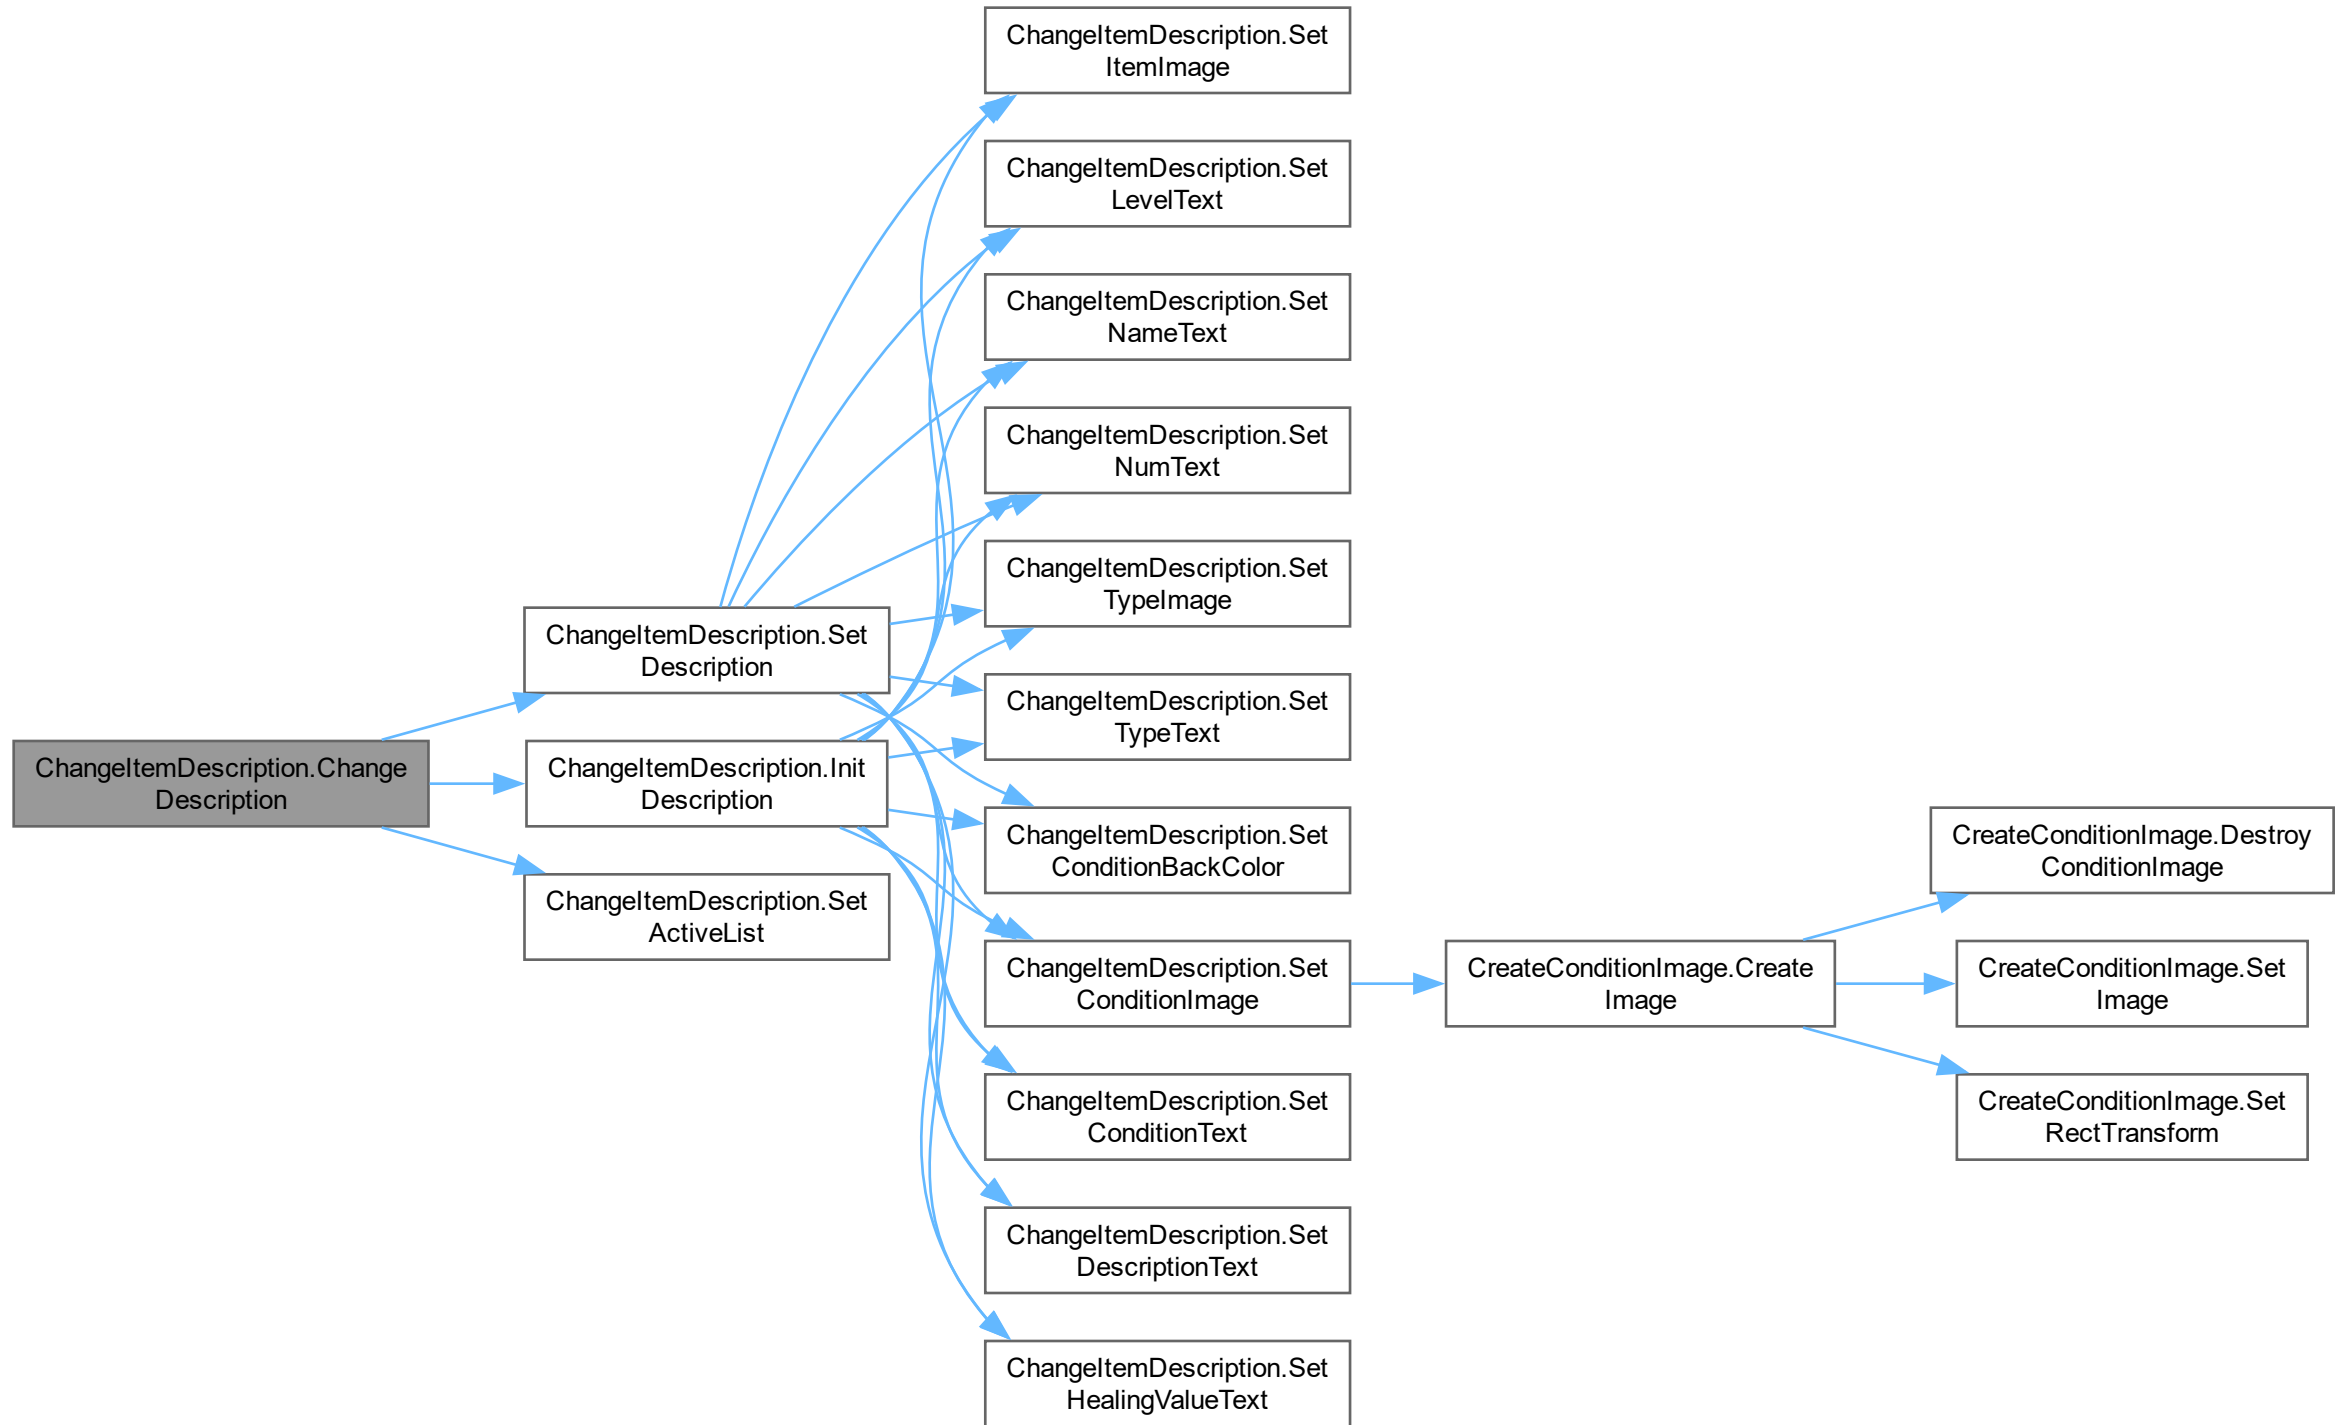 ChangeItemDescription.Change
Description
ChangeItemDescription.Set
Description
ChangeItemDescription.Init
Description
ChangeItemDescription.Set
ActiveList
ChangeItemDescription.Set
ItemImage
ChangeItemDescription.Set
LevelText
ChangeItemDescription.Set
NameText
ChangeItemDescription.Set
NumText
ChangeItemDescription.Set
TypeImage
ChangeItemDescription.Set
TypeText
ChangeItemDescription.Set
ConditionBackColor
ChangeItemDescription.Set
ConditionImage
ChangeItemDescription.Set
ConditionText
ChangeItemDescription.Set
DescriptionText
ChangeItemDescription.Set
HealingValueText
CreateConditionImage.Create
Image
CreateConditionImage.Destroy
ConditionImage
CreateConditionImage.Set
Image
CreateConditionImage.Set
RectTransform